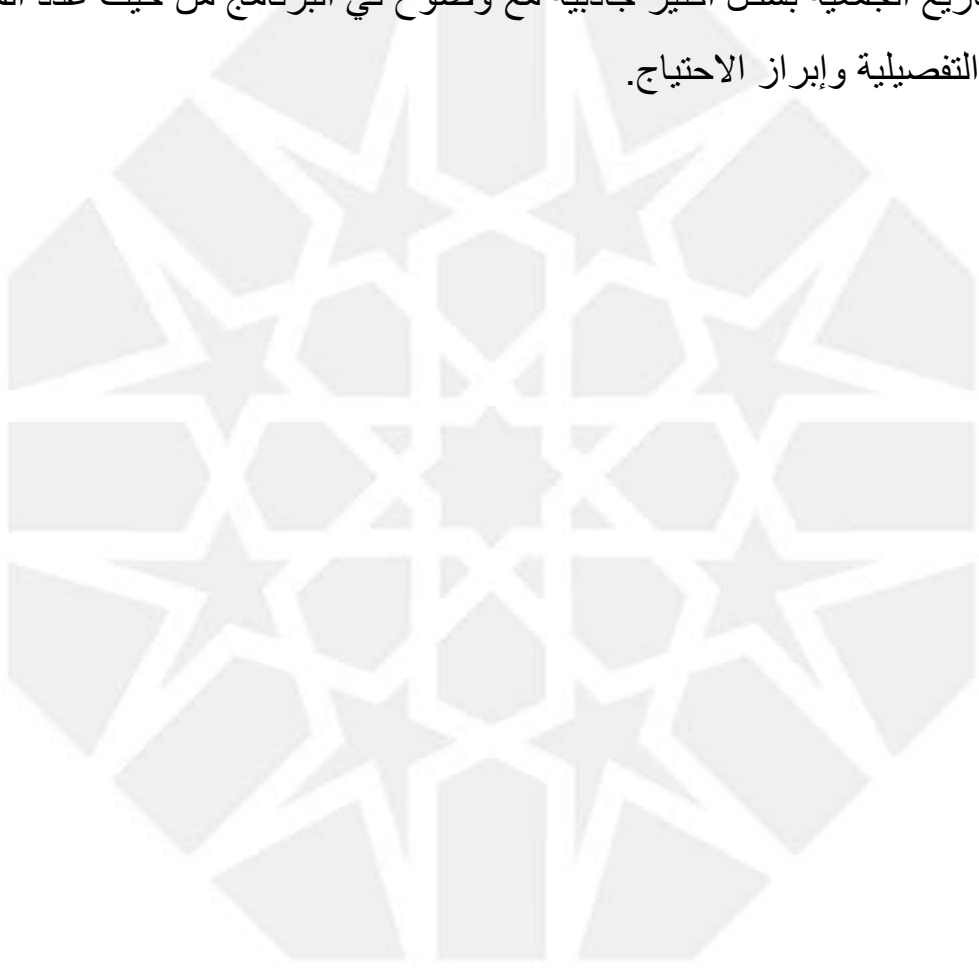 الجمعية بشكل أكثر جاذبية مع وضوح في البرنامج من حيث عدد
التفصيلية وإبراز الاحتياج.